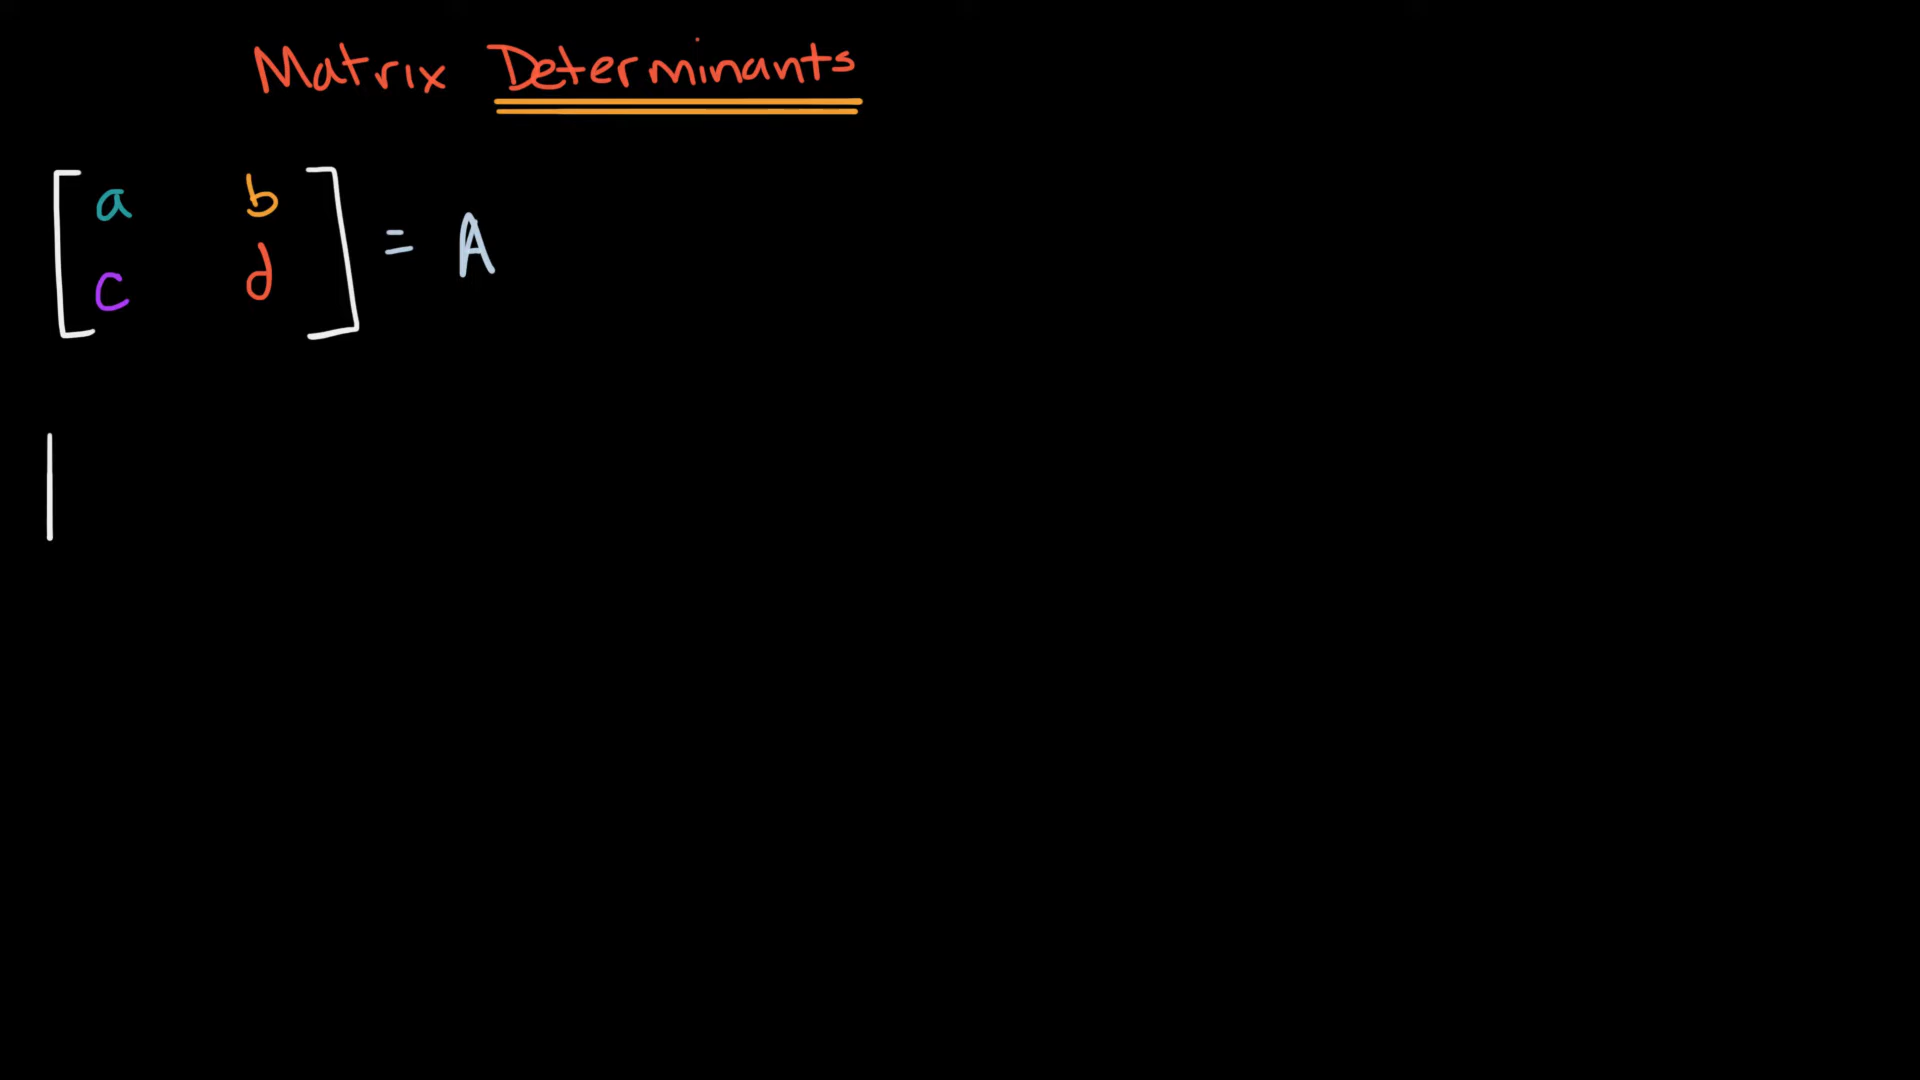 Matrix Determinants
[ a b
c d ] = A
|